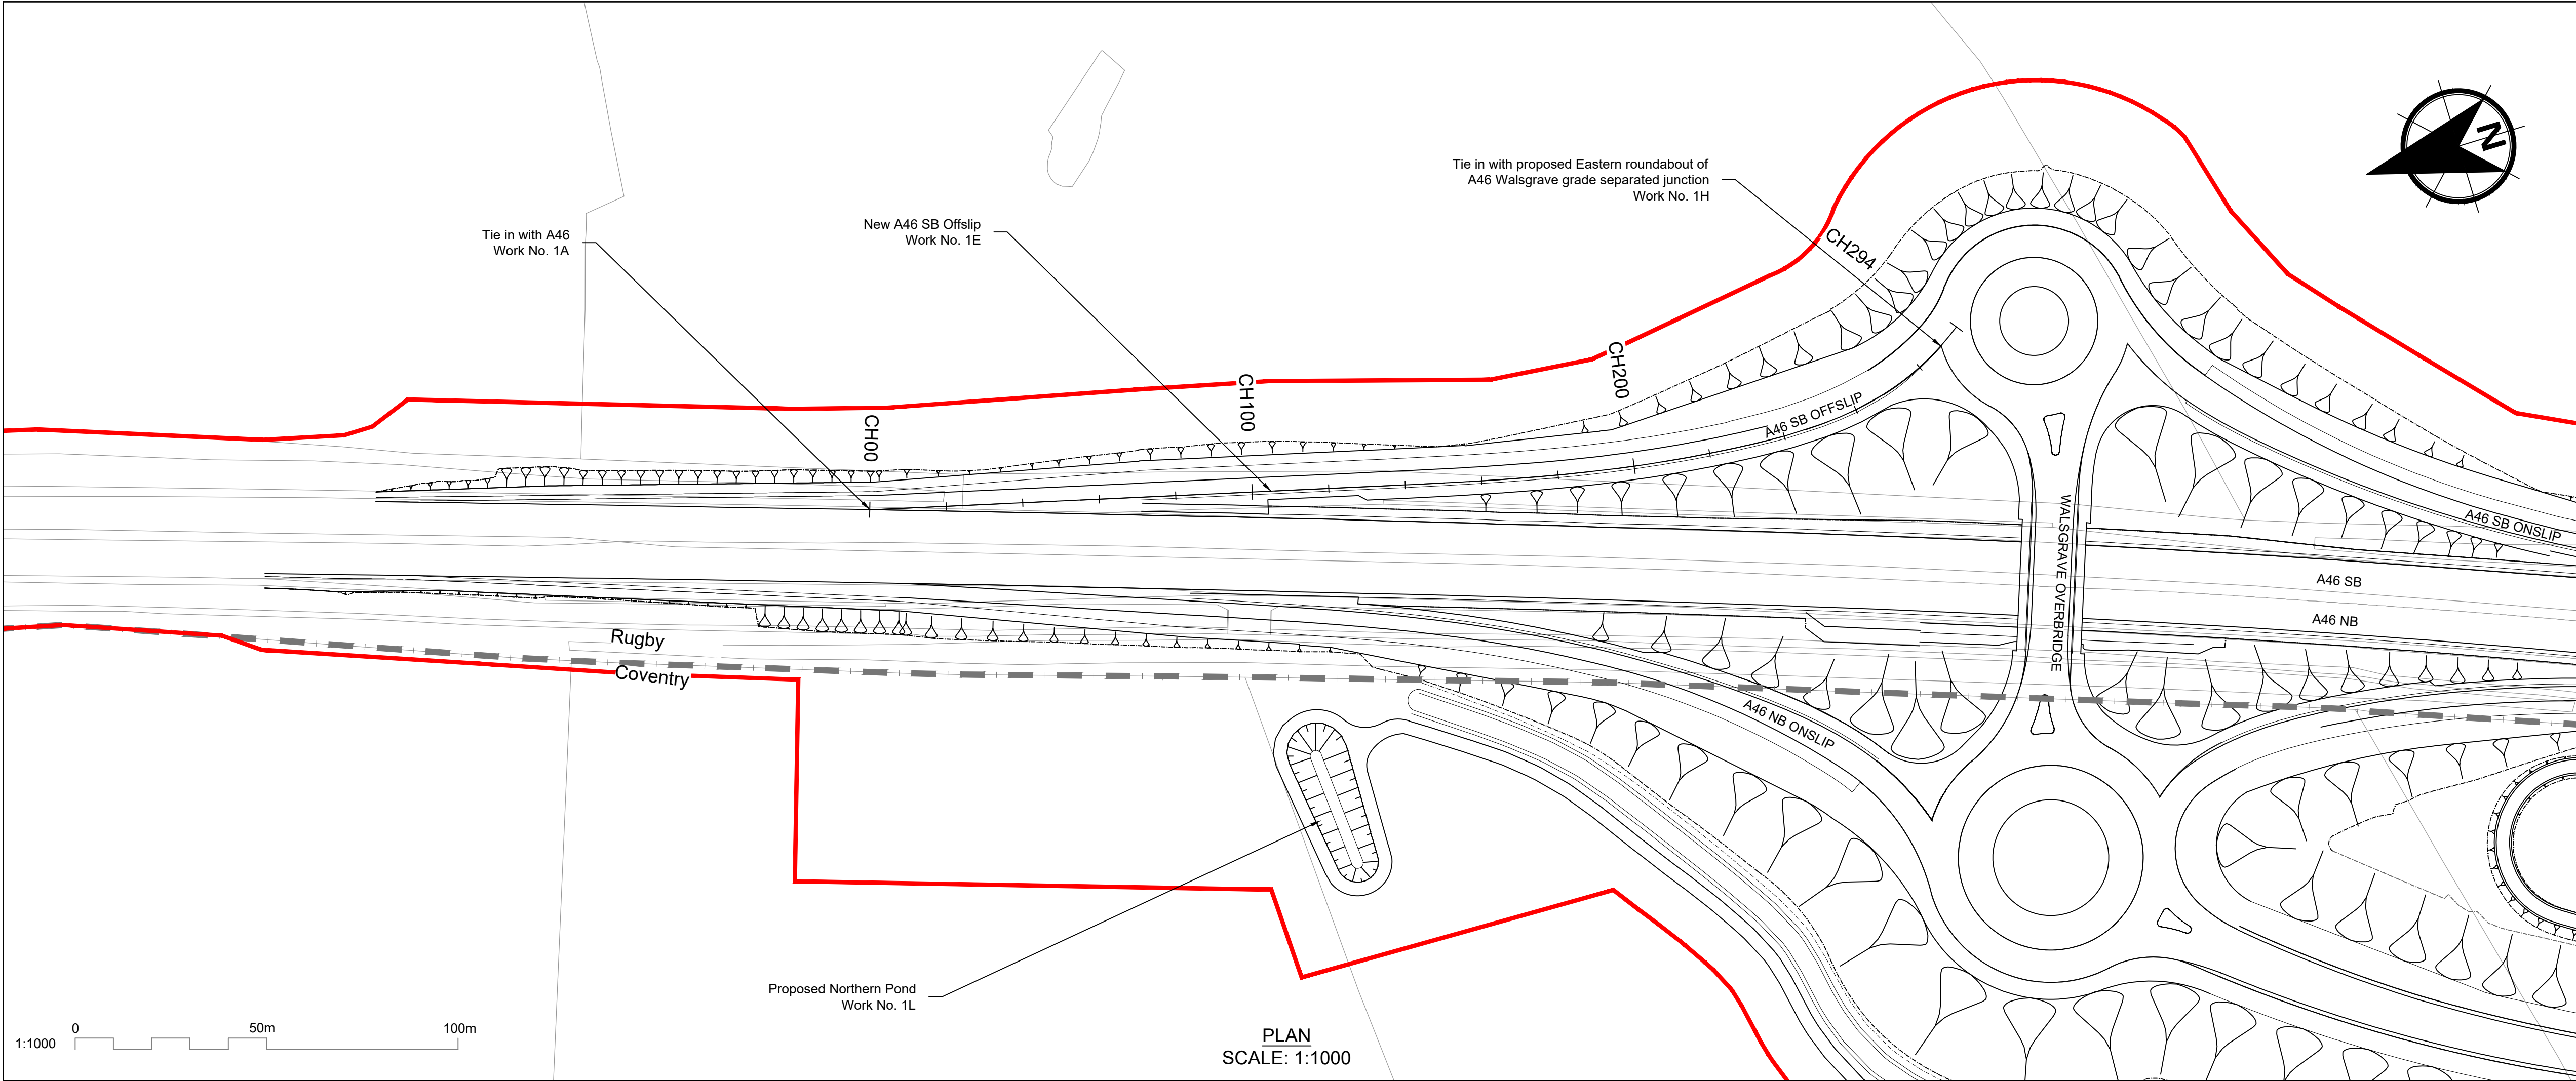 Tie in with proposed Eastern roundabout of
A46 Walsgrave grade separated junction
Work No. 1H
N
Tie in with A46
Work No. 1A
New A46 SB Offslip
Work No. 1E
CH294
CH200
CH100
CH00
A46 SB OFFSLIP
WALSGRAVE OVERBRIDGE
A46 SB ONSLIP
A46 SB
A46 NB
Rugby
Coventry
A46 NB ONSLIP
Proposed Northern Pond
Work No. 1L
0 50m 100m
1:1000
PLAN
SCALE: 1:1000